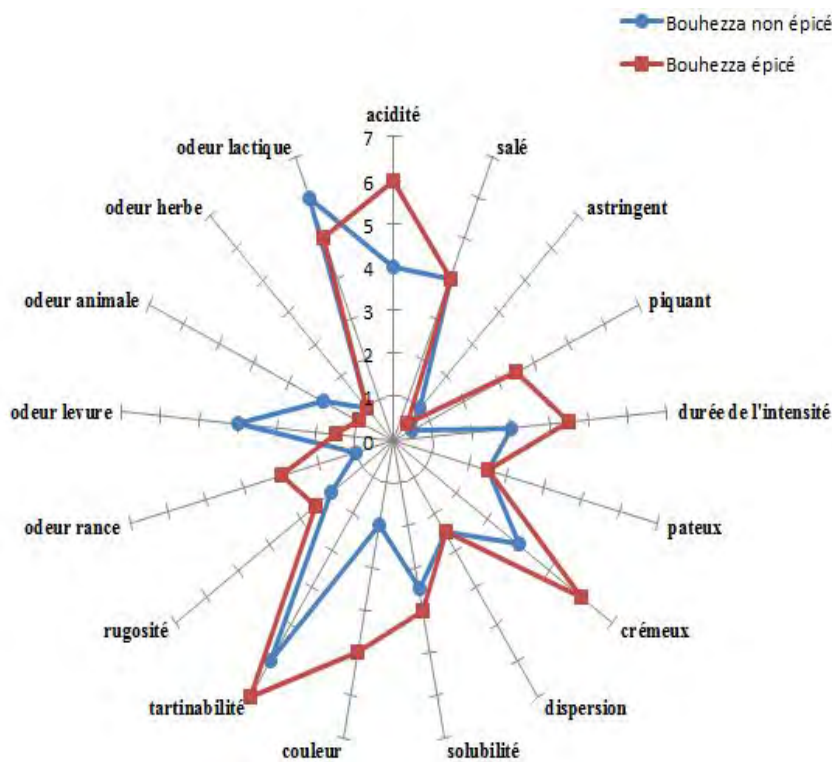 Bouhezza non épicé
Bouhezza épicé
acidité
7
6
5
4
3
2
1
0
salé
astringent
piquant
durée de l'intensité
pateux
crémeux
dispersion
solubilité
couleur
tartinabilité
rugosité
odeur rance
odeur levure
odeur animale
odeur herbe
odeur lactique